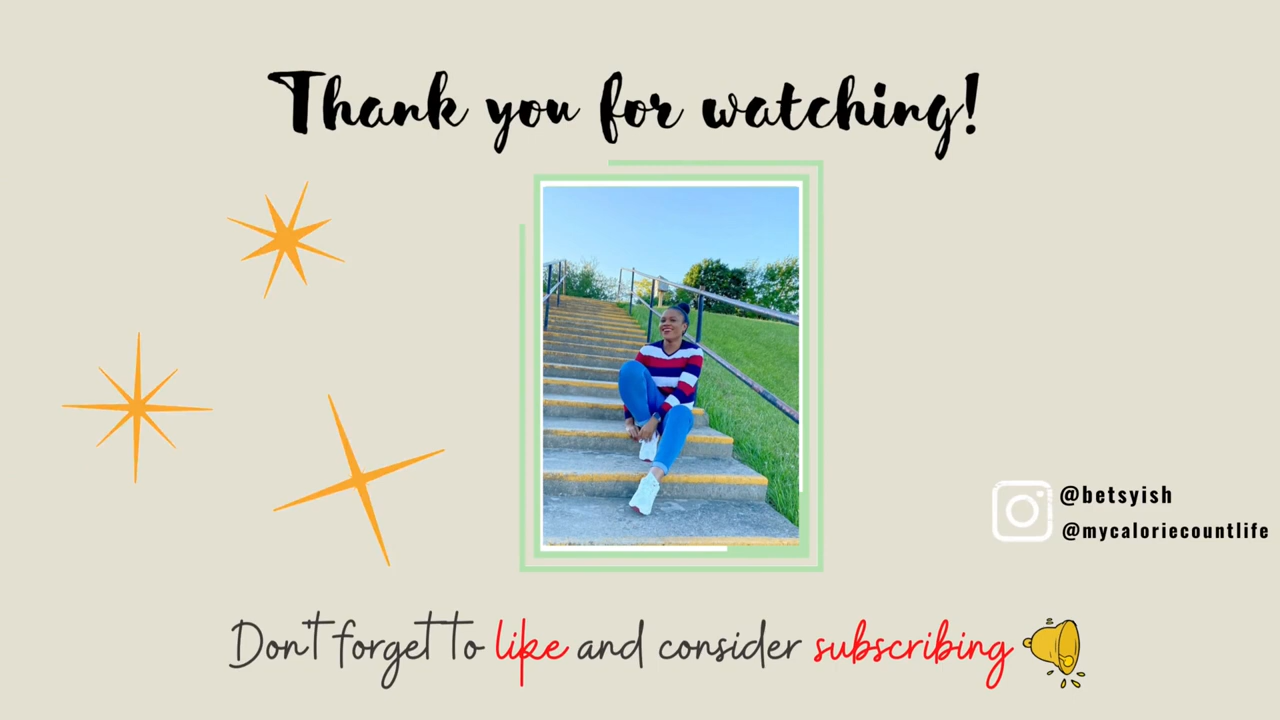 Thank you for watching!
@betsyish
@mycaloriecountlife
Don't forget to like and consider subscribing